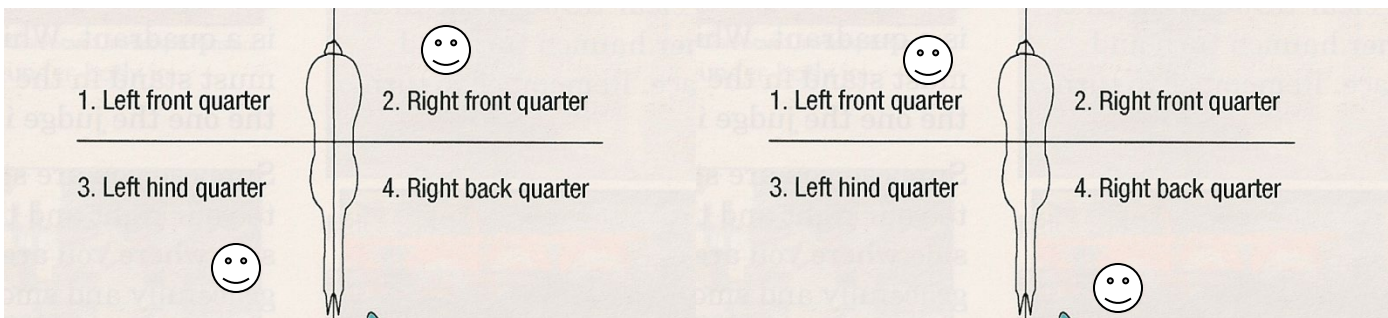 1. Left front quarter
2. Right front quarter
3. Left hind quarter
4. Right back quarter
1. Left front quarter
2. Right front quarter
3. Left hind quarter
4. Right back quarter